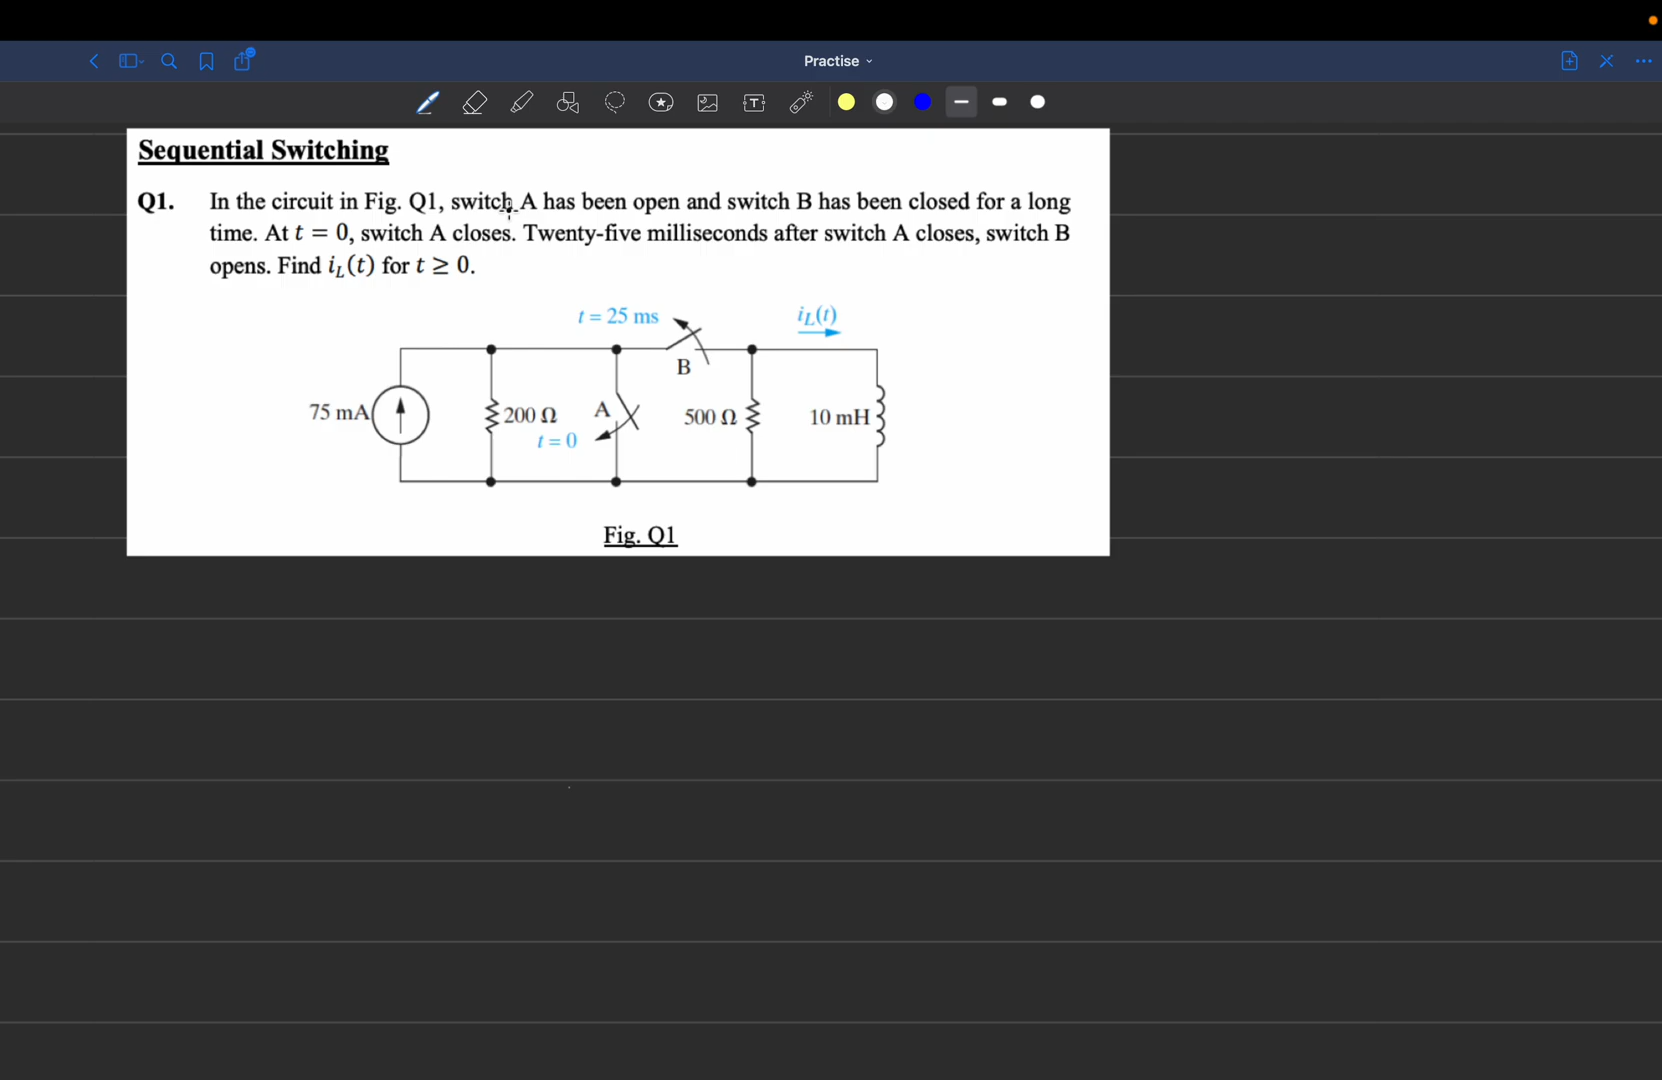 Practise
Sequential Switching
Q1. In the circuit in Fig. Q1, switch A has been open and switch B has been closed for a long
time. At t = 0, switch A closes. Twenty-five milliseconds after switch A closes, switch B
opens. Find i_L(t) for t ≥ 0.
t = 25 ms
i_L(t)
B
75 mA
200 Ω
A
500 Ω
10 mH
t = 0
Fig. Q1